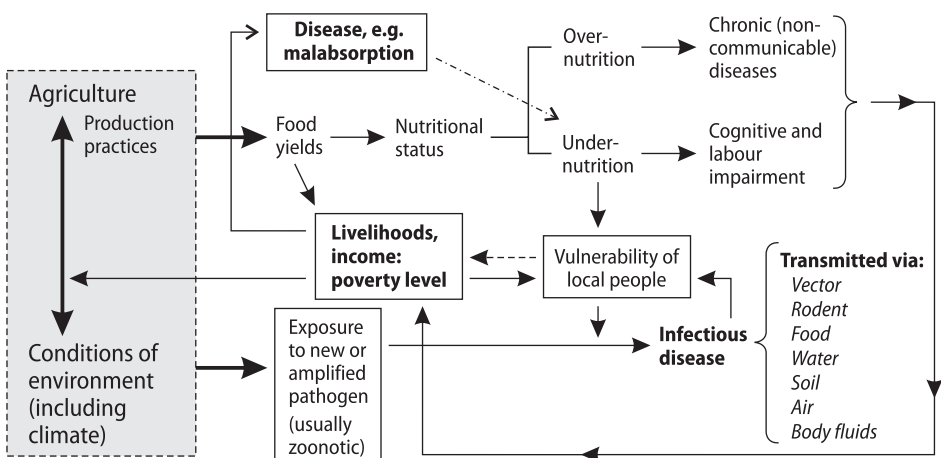 Disease, e.g.
malabsorption
Over-
nutrition
Chronic (non-
communicable)
diseases
Agriculture
Production
practices
Food
yields
Nutritional
status
Under-
nutrition
Cognitive and
labour
impairment
Livelihoods,
income:
poverty level
Vulnerability of
local people
Conditions of
environment
(including
climate)
Exposure
to new or
amplified
pathogen
(usually
zoonotic)
Infectious
disease
Transmitted via:
Vector
Rodent
Food
Water
Soil
Air
Body fluids